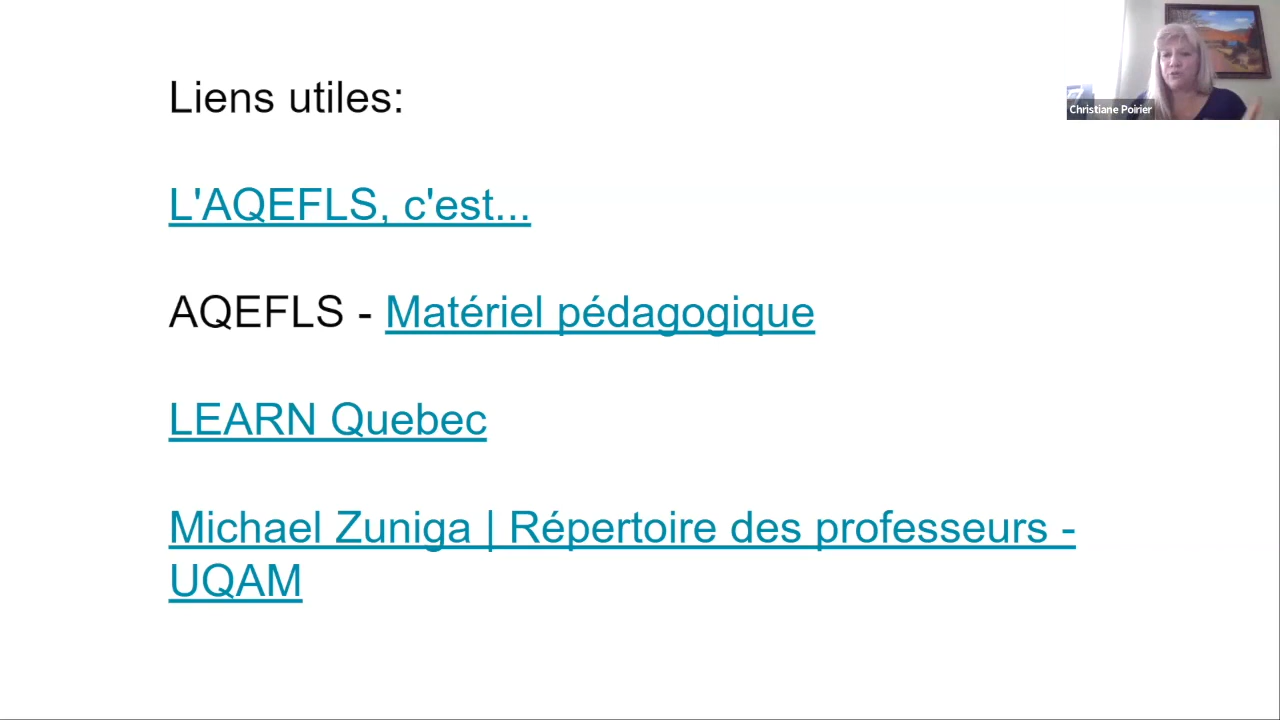 Liens utiles:
L'AQEFLS, c'est...
AQEFLS - Matériel pédagogique
LEARN Quebec
Michael Zuniga | Répertoire des professeurs -
UQAM
Christiane Poirier